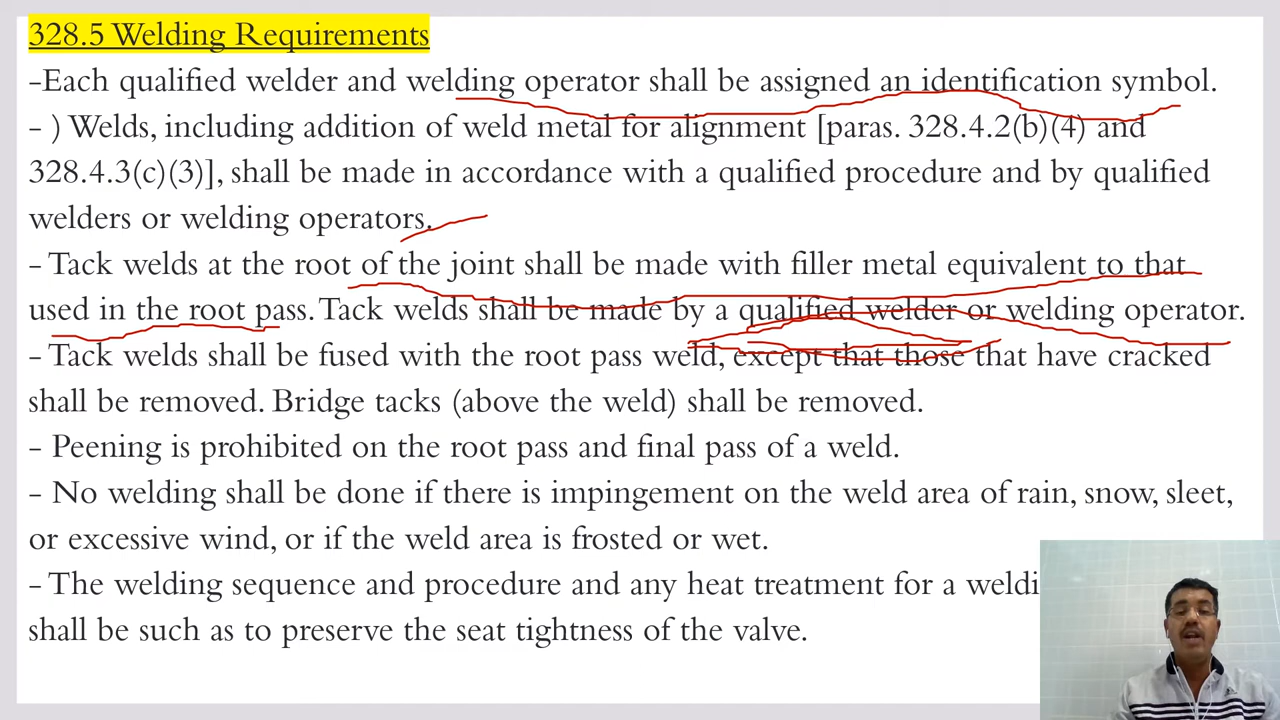 328.5 Welding Requirements
-Each qualified welder and welding operator shall be assigned an identification symbol.
- ) Welds, including addition of weld metal for alignment [paras. 328.4.2(b)(4) and
328.4.3(c)(3)], shall be made in accordance with a qualified procedure and by qualified
welders or welding operators.
- Tack welds at the root of the joint shall be made with filler metal equivalent to that
used in the root pass. Tack welds shall be made by a qualified welder or welding operator.
- Tack welds shall be fused with the root pass weld, except that those that have cracked
shall be removed. Bridge tacks (above the weld) shall be removed.
- Peening is prohibited on the root pass and final pass of a weld.
- No welding shall be done if there is impingement on the weld area of rain, snow, sleet,
or excessive wind, or if the weld area is frosted or wet.
- The welding sequence and procedure and any heat treatment for a weldi
shall be such as to preserve the seat tightness of the valve.